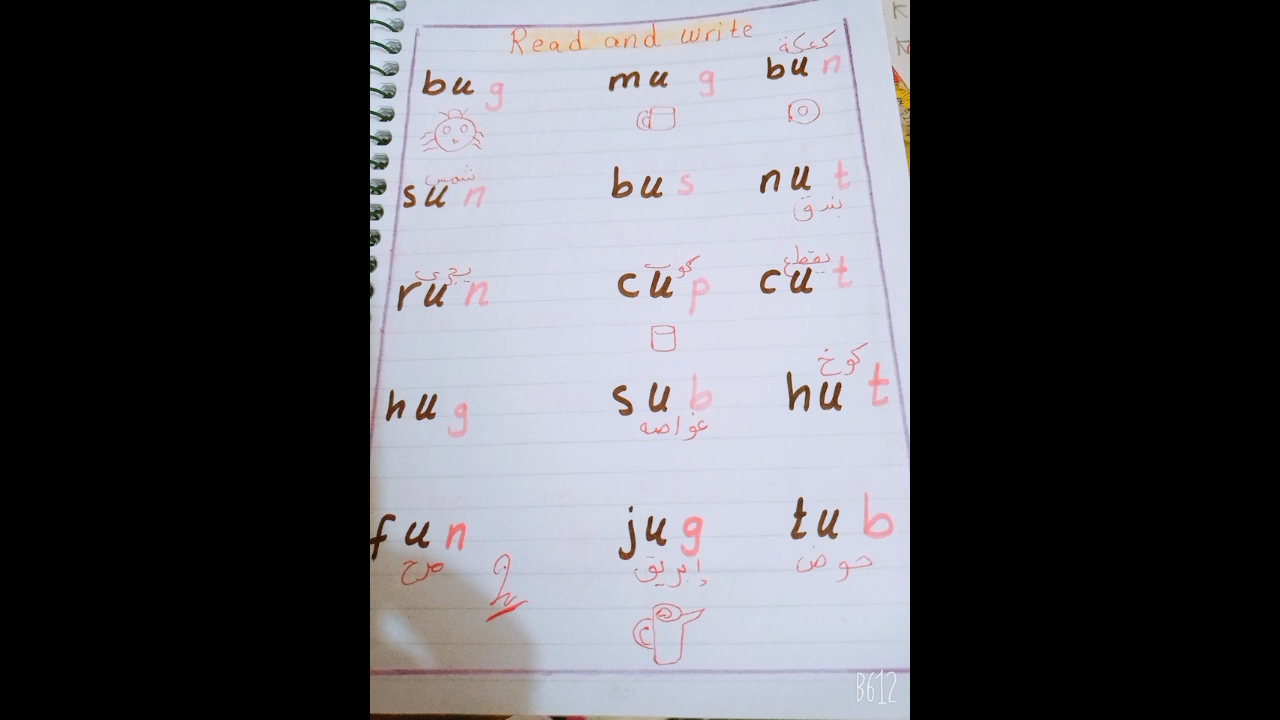 Read and write
كعكة
bug mug bun
شمس
sun bus nut
بندق
يجري كوب يقطع
run cup cut
كوخ
hug sub hut
غواصه
fun jug tub
مرح إبريق حوض
B612